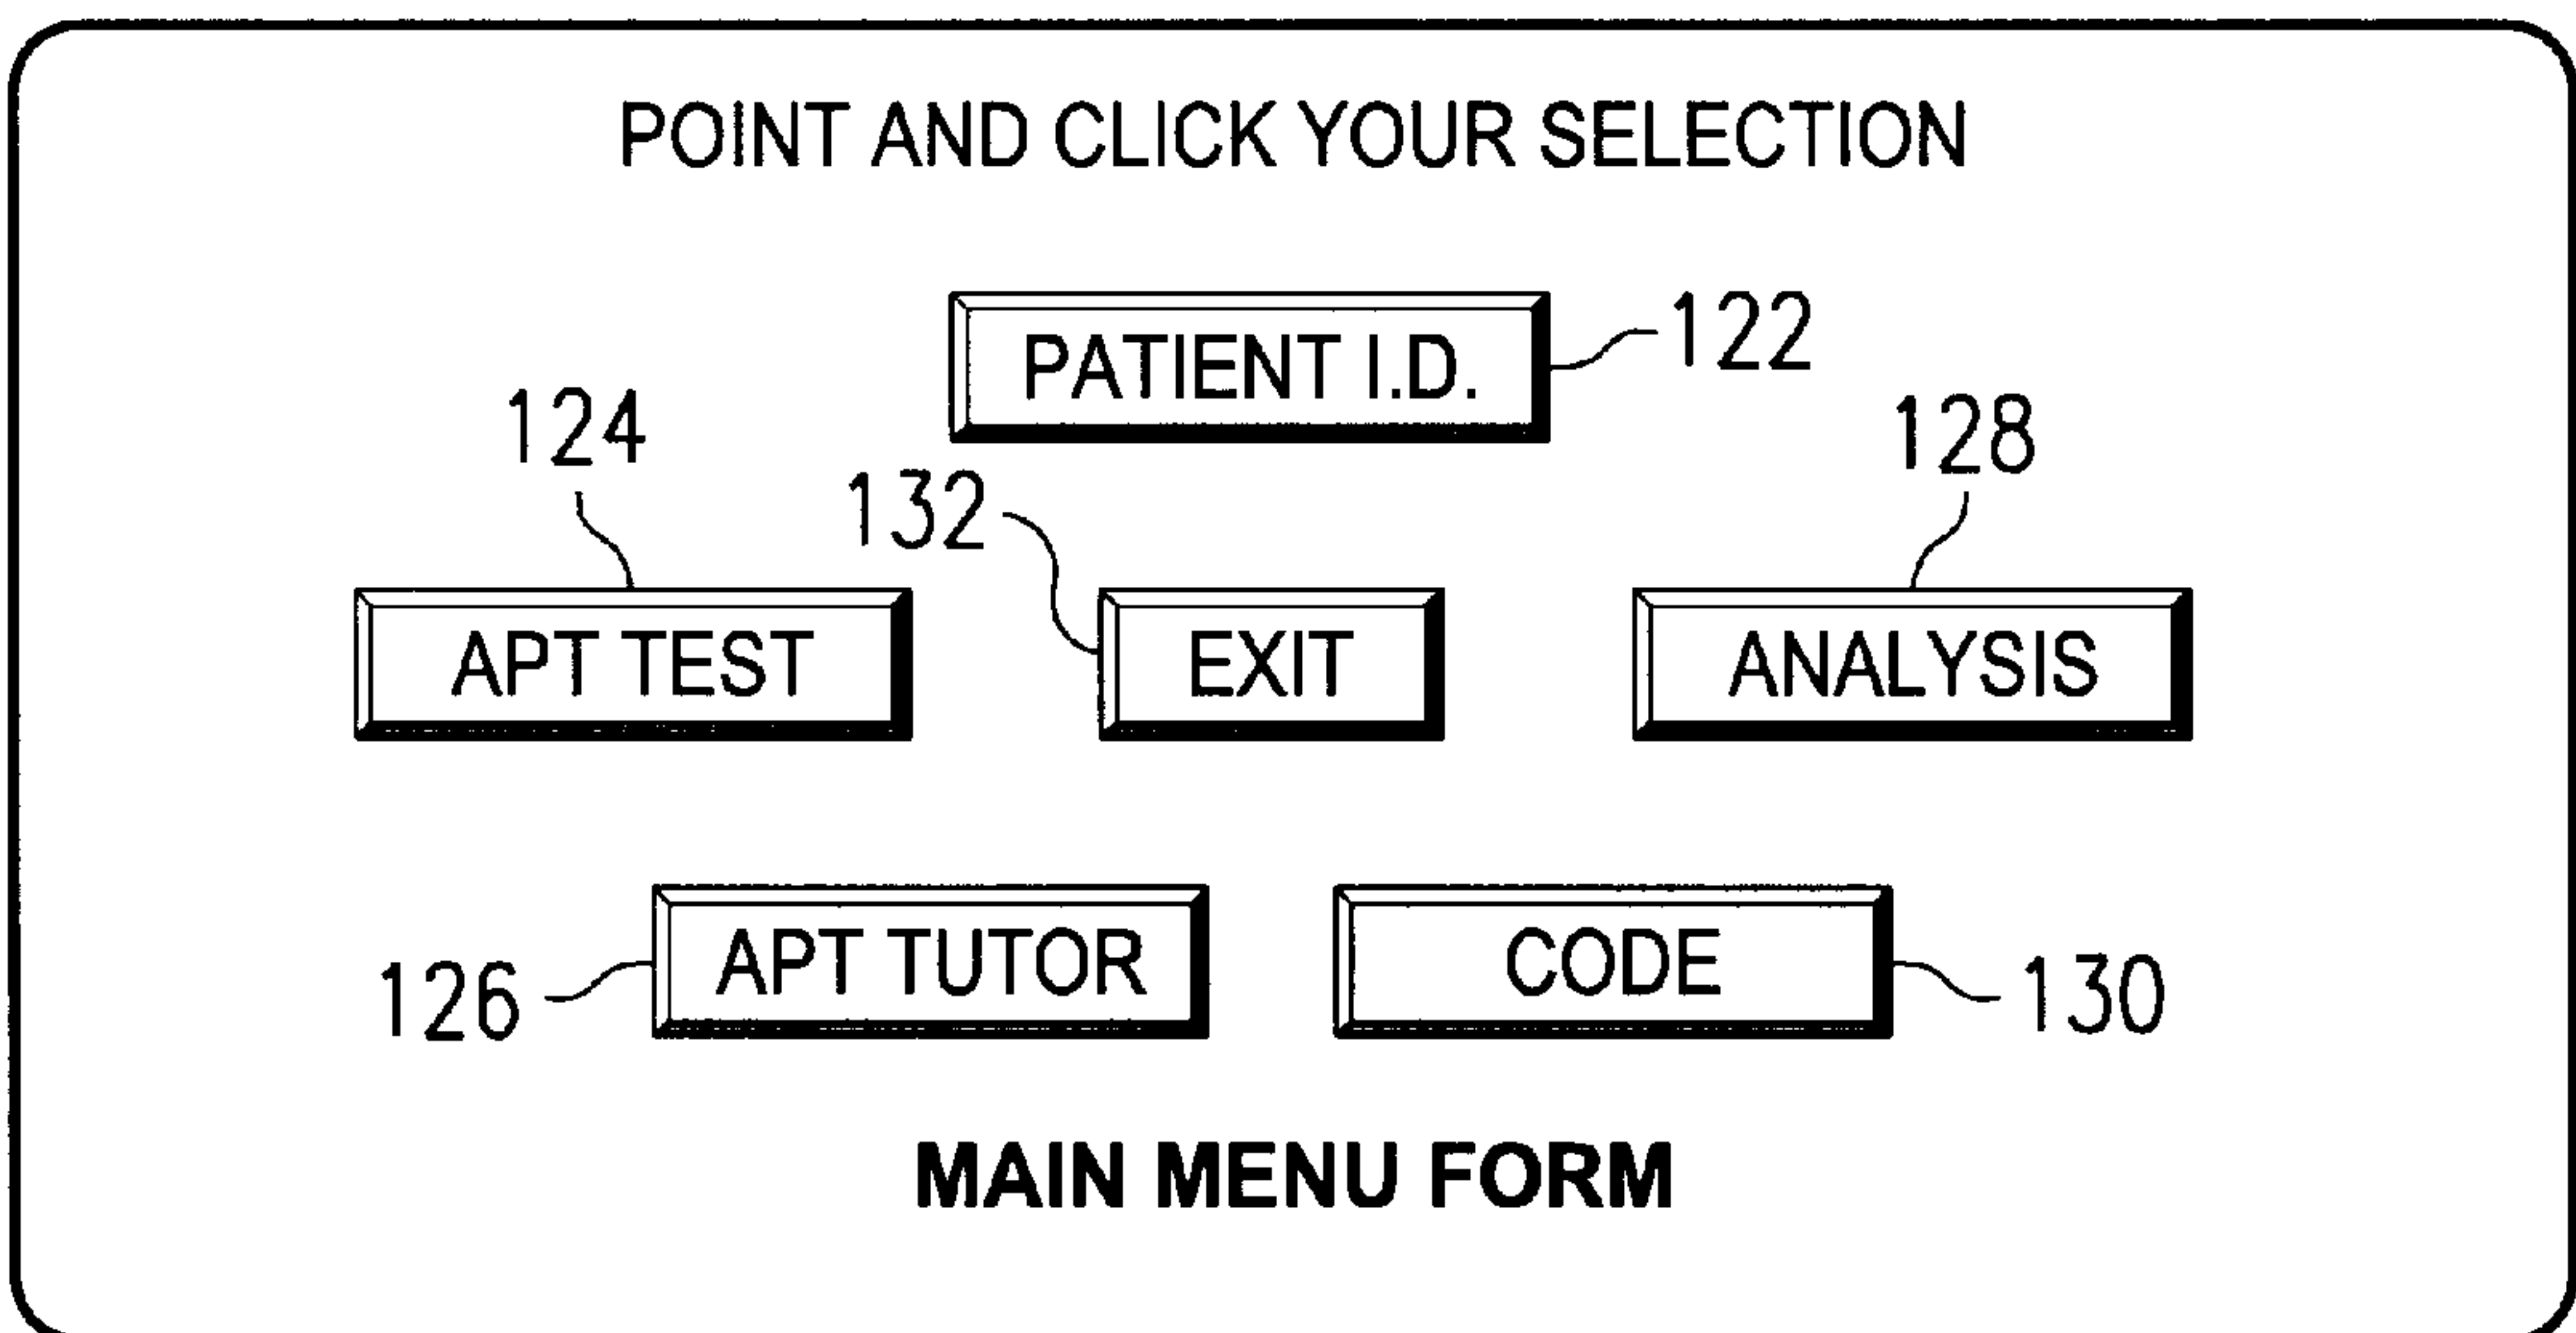 POINT AND CLICK YOUR SELECTION
PATIENT I.D.
122
124
132
128
APT TEST
EXIT
ANALYSIS
126
APT TUTOR
CODE
130
MAIN MENU FORM